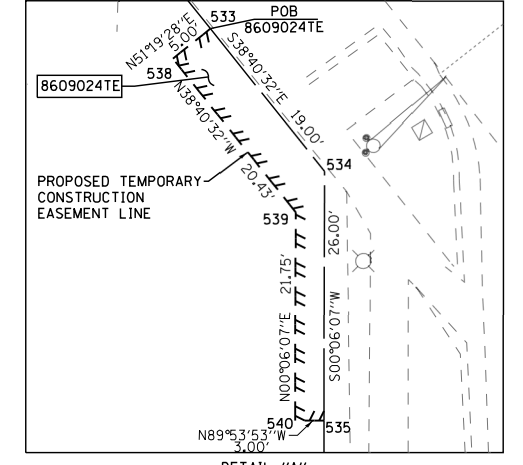 533
POB
8609024TE
N51°19'28"E
5.00'
S38°40'32"E
19.00'
538
8609024TE
N38°40'32"W
20.43'
534
PROPOSED TEMPORARY
CONSTRUCTION
EASEMENT LINE
539
26.00'
21.75'
N00°06'07"E
S00°06'07"W
540
535
N89°53'53"W
3.00'
DETAIL "A"